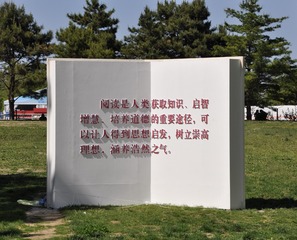 阅读是人类获取知识、启智
增慧、培养道德的重要途径，可
以让人得到思想启发，树立崇高
理想，涵养浩然之气。